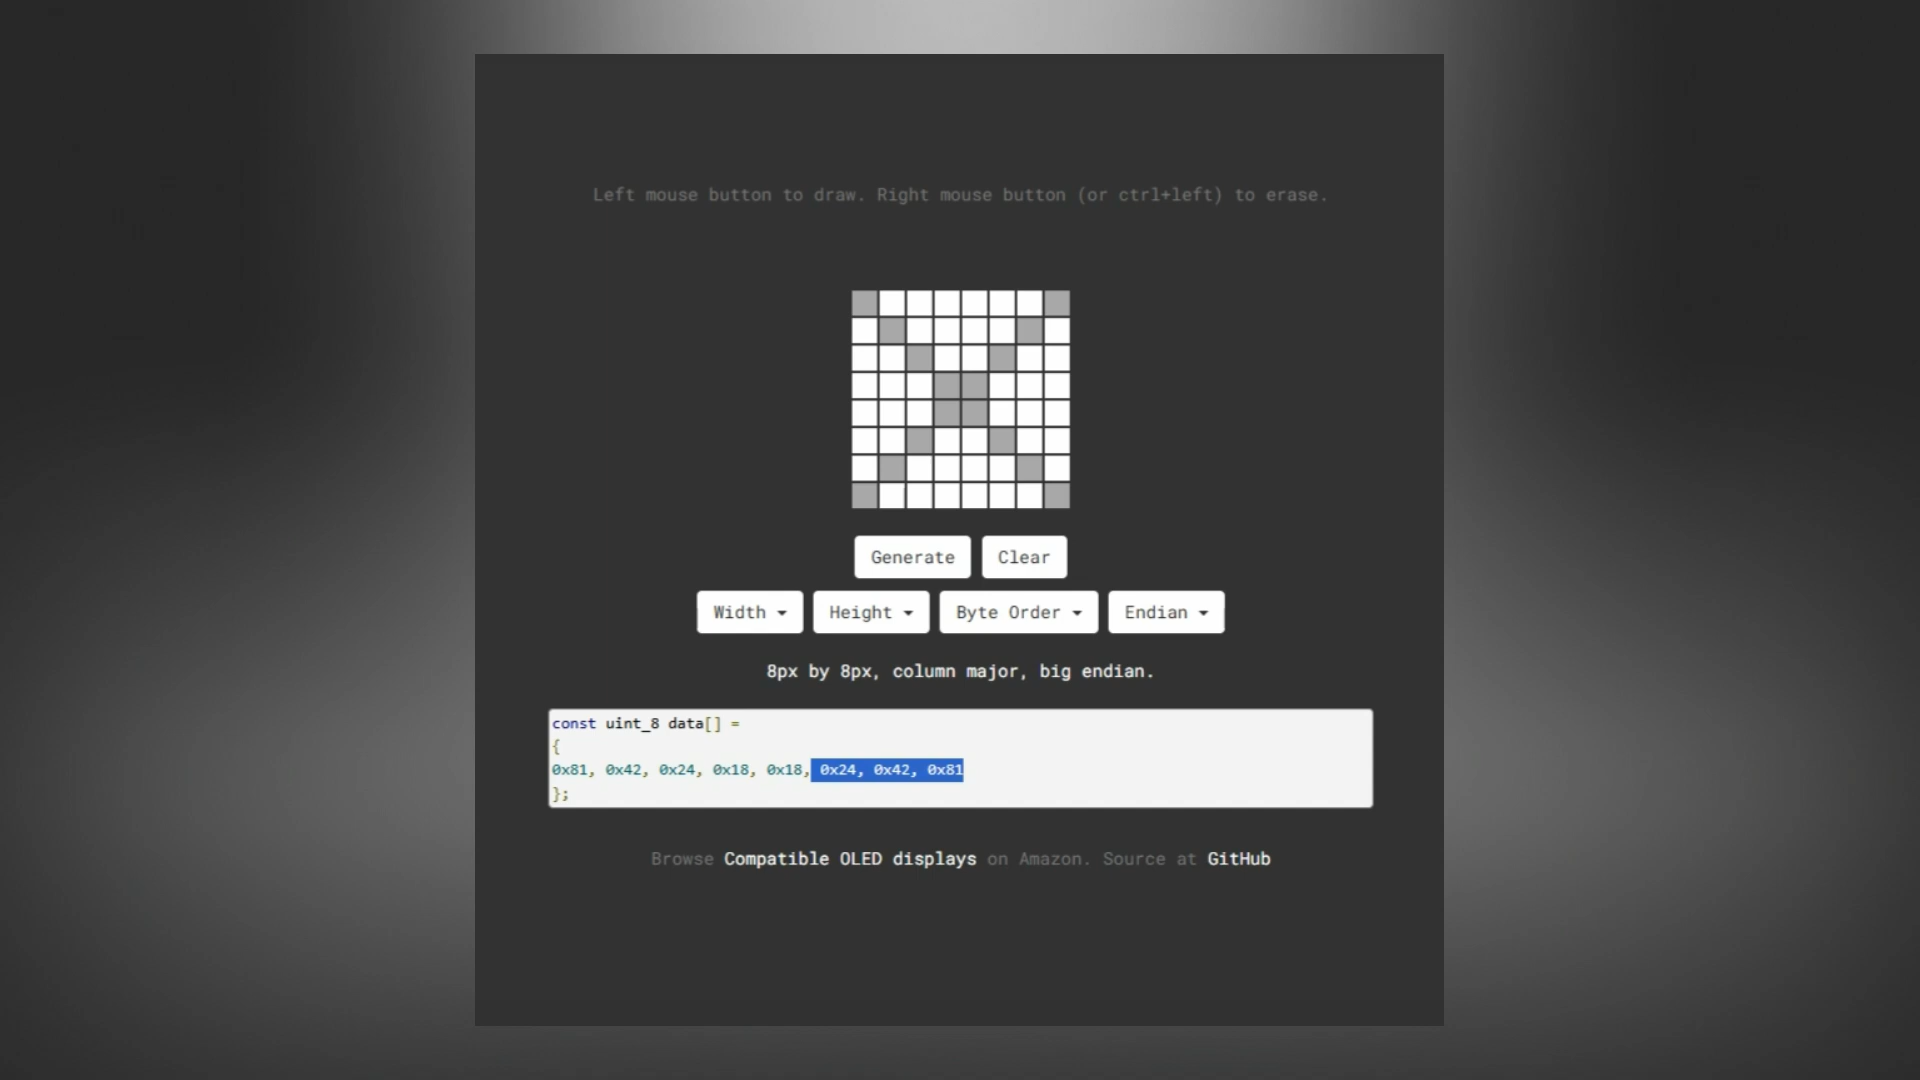 Left mouse button to draw. Right mouse button (or ctrl+left) to erase.
Generate Clear
Width Height Byte Order Endian
8px by 8px, column major, big endian.
const uint_8 data[] =
{
0x81, 0x42, 0x24, 0x18, 0x18, 0x24, 0x42, 0x81
};
Browse Compatible OLED displays on Amazon. Source at GitHub